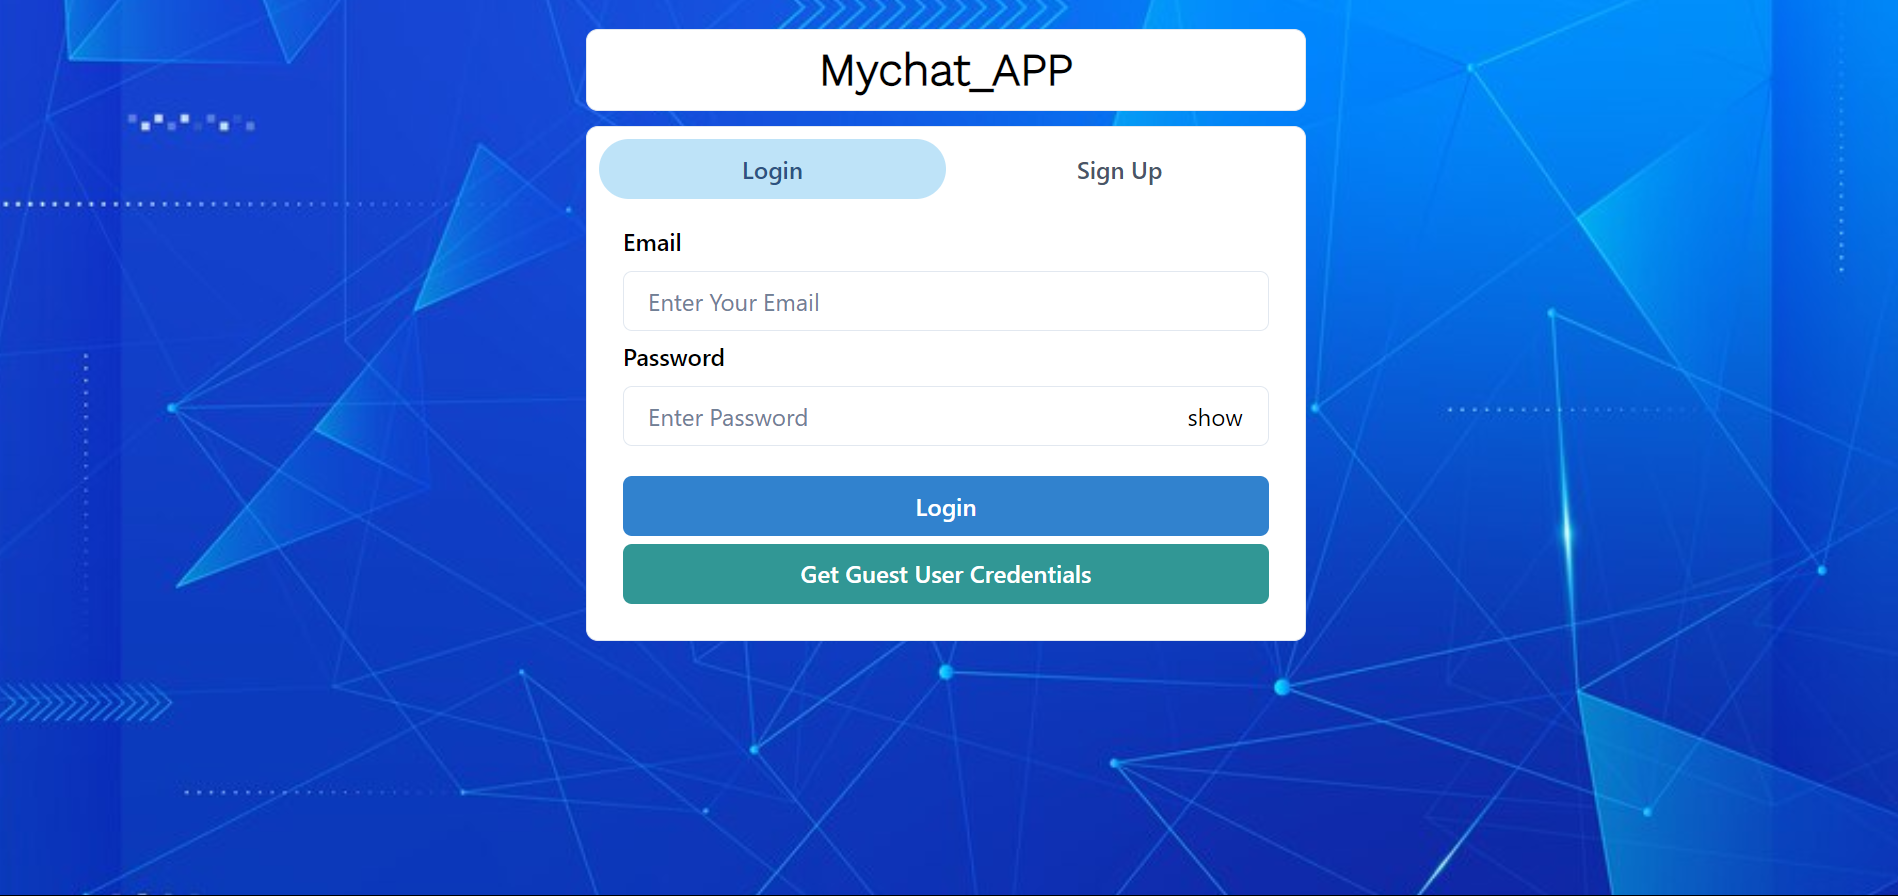 Mychat_APP
Login
Sign Up
Email
Enter Your Email
Password
Enter Password
show
Login
Get Guest User Credentials